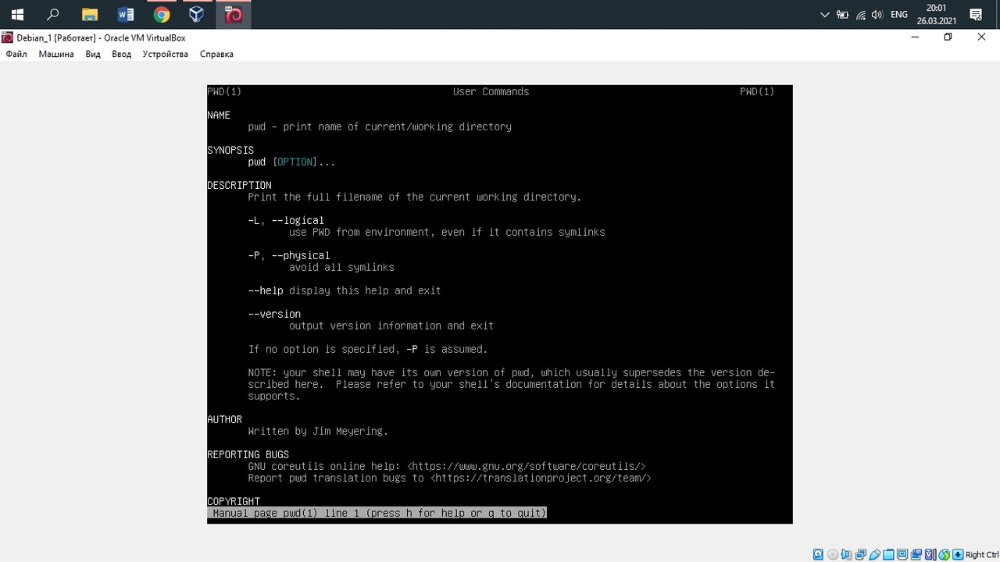 ENG
20:01
26.03.2021
Debian_1 [Работает] - Oracle VM VirtualBox
Файл Машина Вид Ввод Устройства Справка
PWD(1) User Commands PWD(1)
NAME
pwd - print name of current/working directory
SYNOPSIS
pwd [OPTION]...
DESCRIPTION
Print the full filename of the current working directory.
-L, --logical
use PWD from environment, even if it contains symlinks
-P, --physical
avoid all symlinks
--help display this help and exit
--version
output version information and exit
If no option is specified, -P is assumed.
NOTE: your shell may have its own version of pwd, which usually supersedes the version de-
scribed here. Please refer to your shell's documentation for details about the options it
supports.
AUTHOR
Written by Jim Meyering.
REPORTING BUGS
GNU coreutils online help: <https://www.gnu.org/software/coreutils/>
Report pwd translation bugs to <https://translationproject.org/team/>
COPYRIGHT
Manual page pwd(1) line 1 (press h for help or q to quit)
Right Ctrl